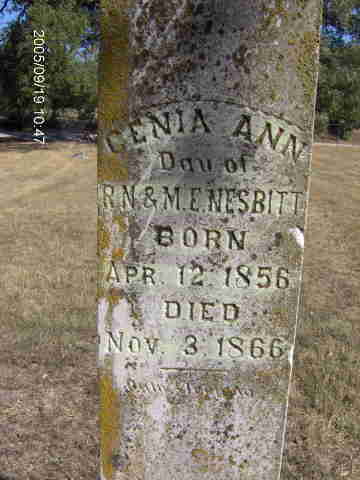 2005/09/19 10:47
GENIA ANN
Dau of
R.N.& M.E. NESBITT
BORN
APR. 12. 1856
DIED
NOV. 3. 1866